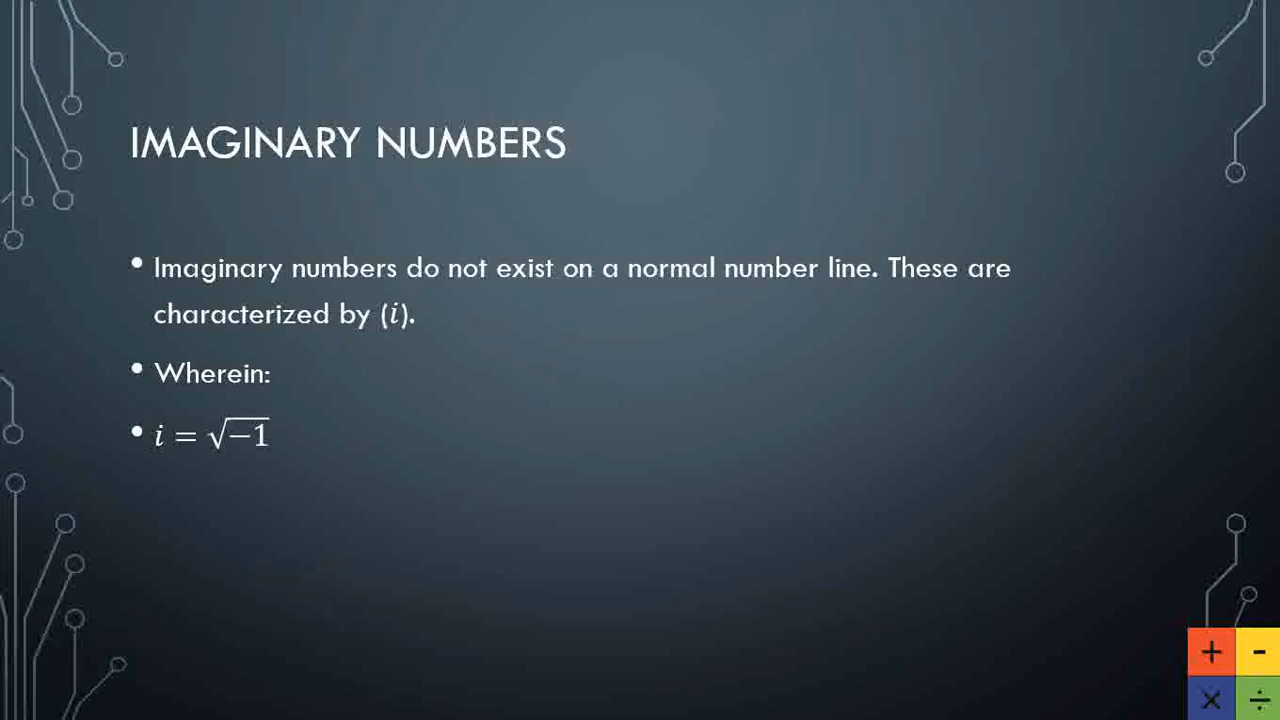 IMAGINARY NUMBERS
• Imaginary numbers do not exist on a normal number line. These are
characterized by (𝑖).
• Wherein:
• 𝑖 = √−1
+ -
× ÷